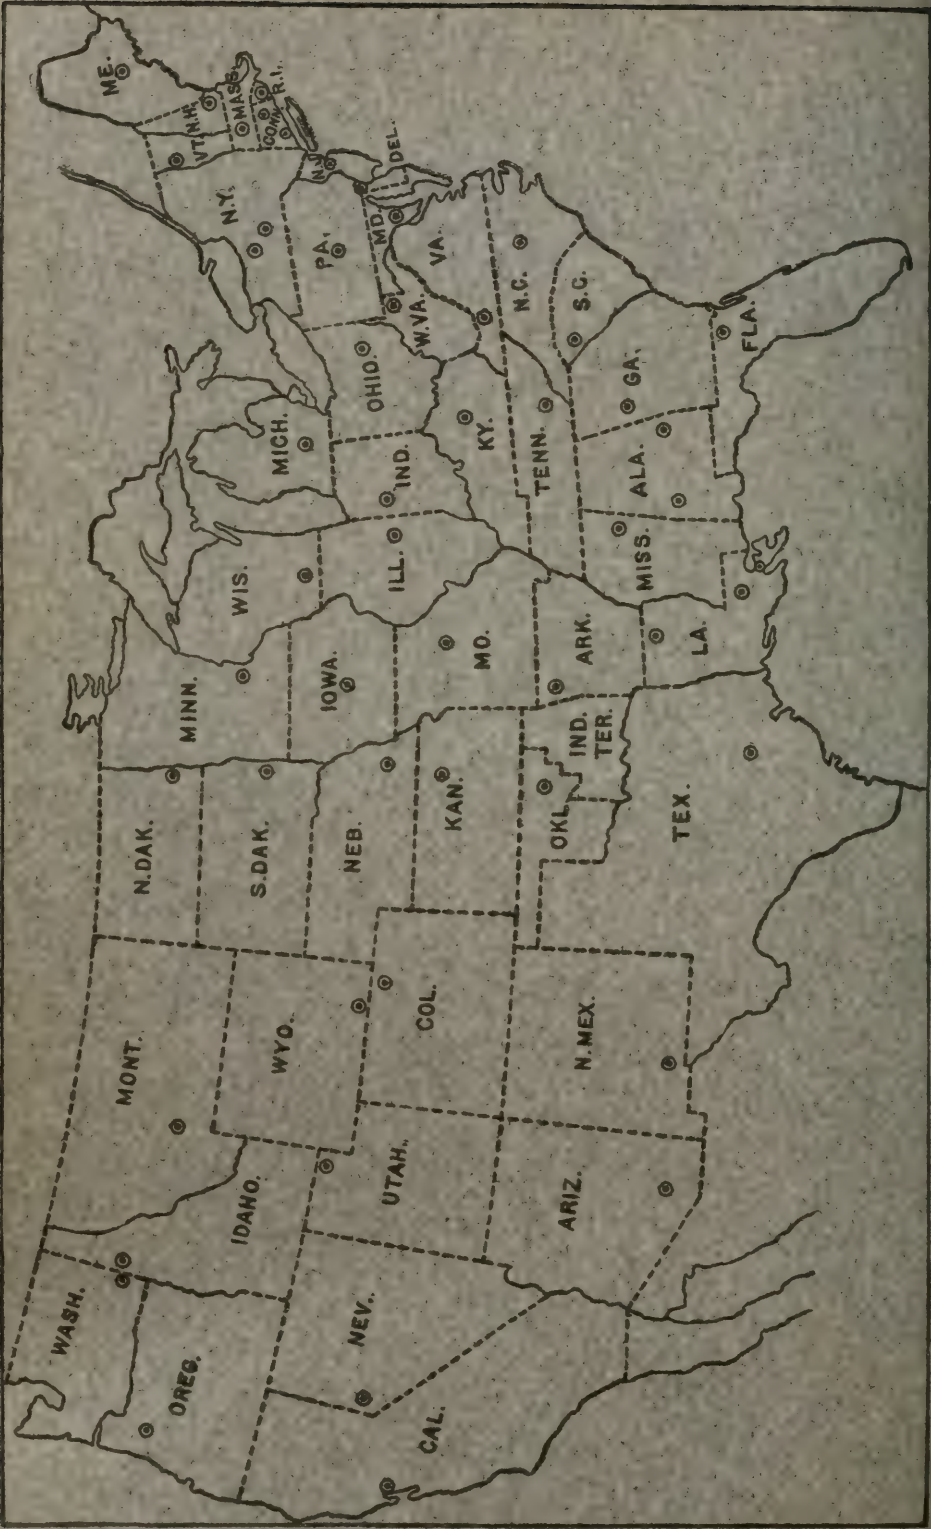 WASH.
OREG.
CAL.
NEV..
IDAHO.
MONT.
WYO..
UTAH..
COL.
ARIZ.
N.MEX.
N.DAK.
S.DAK.
NEB.
KAN.
OKL
IND.
TER.
TEX.
MINN.
IOWA.
MO.
ARK.
LA.
WIS.
ILL.
MICH.
IND.
OHIO.
KY.
TENN.
MISS.
ALA.
GA.
FLA.
S.C.
N.C.
VA.
W.VA.
MD.
DEL.
PA.
N.J.
N.Y.
VT.
N.H.
ME.
MASS.
CONN.
R.I.